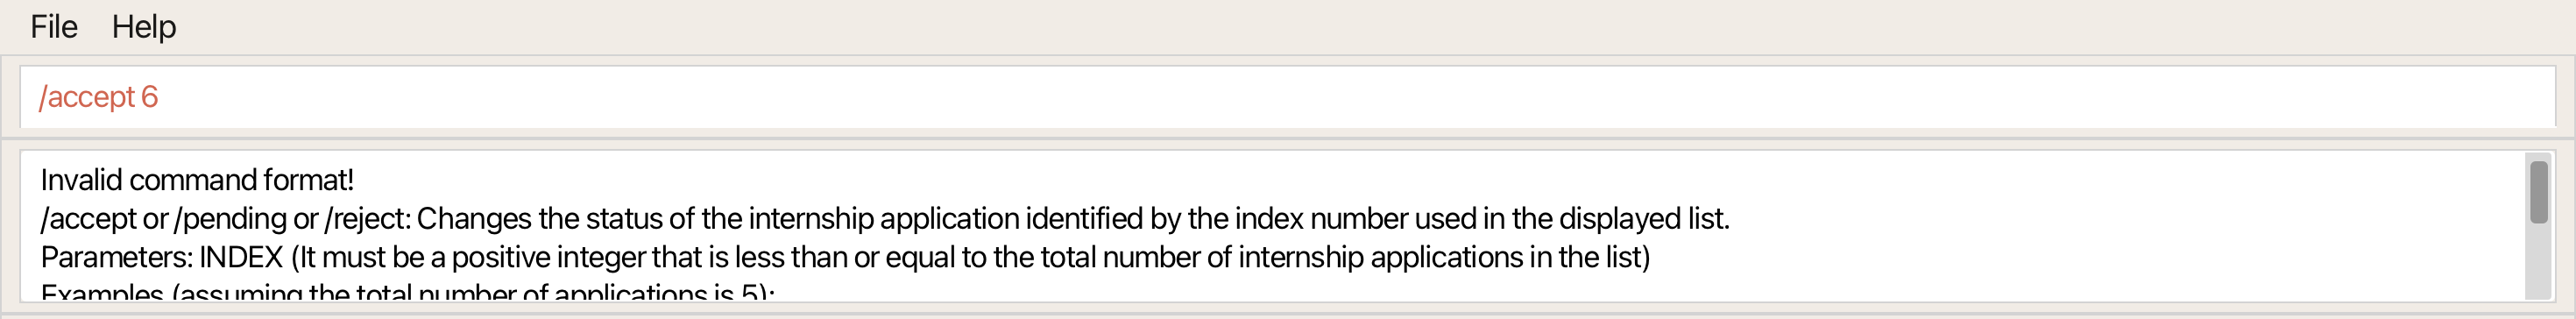 File Help
/accept 6
Invalid command format!
/accept or /pending or /reject: Changes the status of the internship application identified by the index number used in the displayed list.
Parameters: INDEX (It must be a positive integer that is less than or equal to the total number of internship applications in the list)
Examples (assuming the total number of applications is 5):